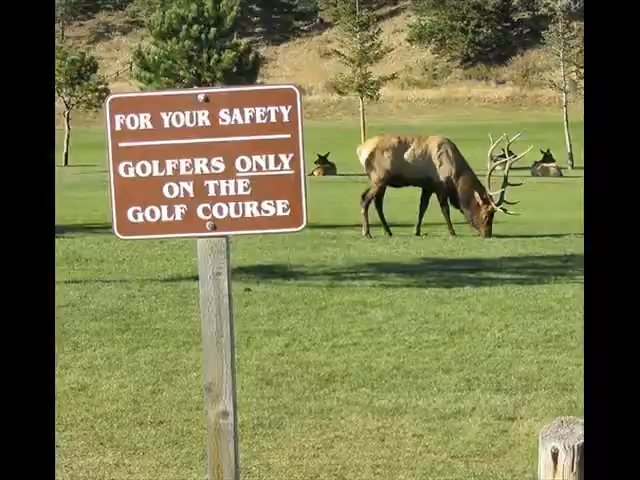 FOR YOUR SAFETY
GOLFERS ONLY
ON THE
GOLF COURSE